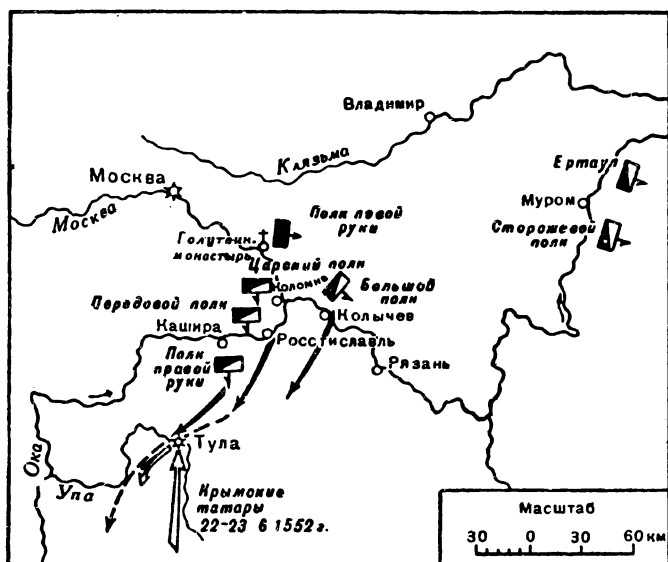 Владимир
Клязьма
Ертаул
Москва
Муром
Москва
Полк левой
руки
Сторожевой
полк
Голутвин.
монастырь
Царский полк
Коломна
Большой
полк
Передовой полк
Колычев
Кашира
Росстиславль
Полк
правой
руки
Рязань
Тула
Ока
Упа
Крымские
татары
22-23 6 1552 г.
Масштаб
30 0 30 60 км